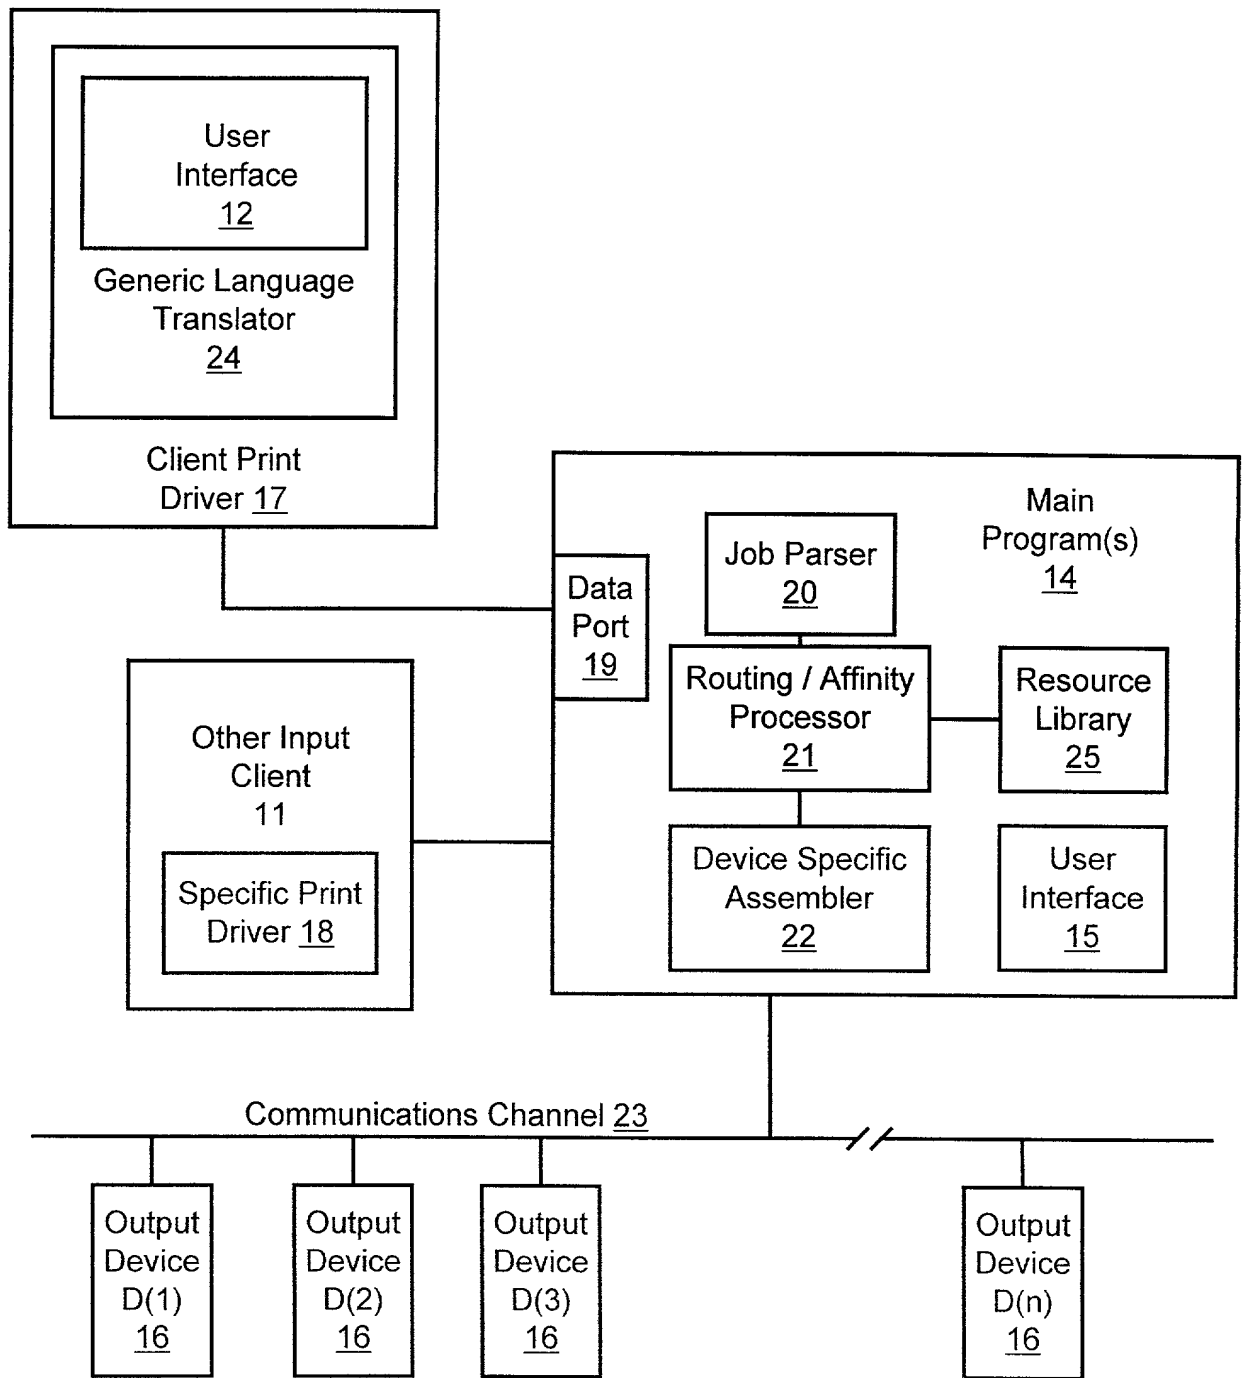 User
Interface
12
Generic Language
Translator
24
Client Print
Driver 17
Main
Program(s)
14
Job Parser
20
Data
Port
19
Routing / Affinity
Processor
21
Resource
Library
25
Other Input
Client
11
Specific Print
Driver 18
Device Specific
Assembler
22
User
Interface
15
Communications Channel 23
Output
Device
D(1)
16
Output
Device
D(2)
16
Output
Device
D(3)
16
Output
Device
D(n)
16